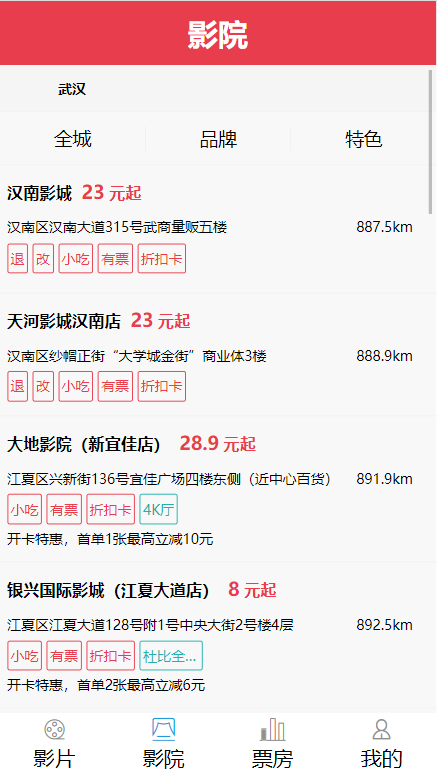 影院
武汉
全城 品牌 特色
汉南影城 23 元起
汉南区汉南大道315号武商量贩五楼 887.5km
退 改 小吃 有票 折扣卡
天河影城汉南店 23 元起
汉南区纱帽正街“大学城金街”商业体3楼 888.9km
退 改 小吃 有票 折扣卡
大地影院（新宜佳店） 28.9 元起
江夏区兴新街136号宜佳广场四楼东侧（近中心百货） 891.9km
小吃 有票 折扣卡 4K厅
开卡特惠，首单1张最高立减10元
银兴国际影城（江夏大道店） 8 元起
江夏区江夏大道128号附1号中央大街2号楼4层 892.5km
小吃 有票 折扣卡 杜比全...
开卡特惠，首单2张最高立减6元
影片 影院 票房 我的